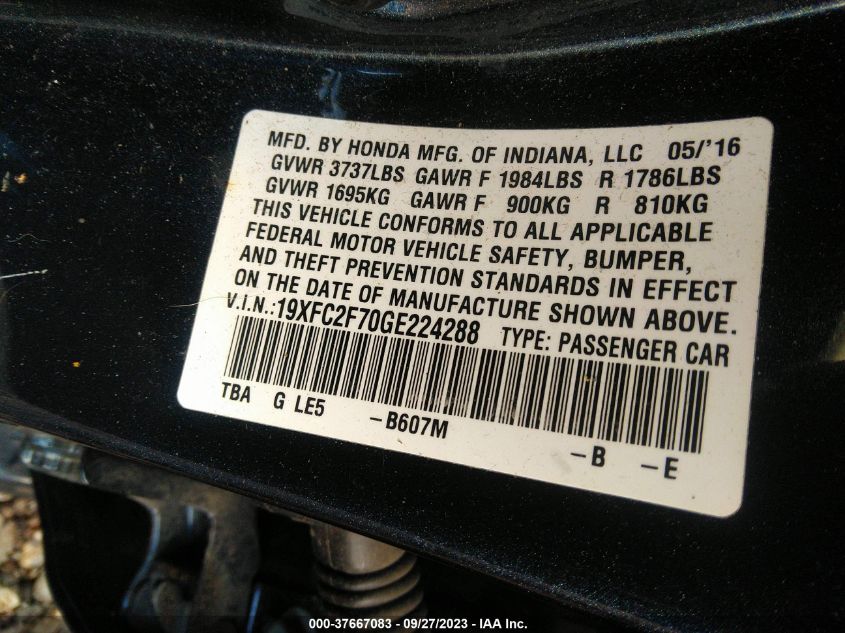 MFD. BY HONDA MFG. OF INDIANA, LLC 05/'16
GVWR 3737LBS GAWR F 1984LBS R 1786LBS
GVWR 1695KG GAWR F 900KG R 810KG
THIS VEHICLE CONFORMS TO ALL APPLICABLE
FEDERAL MOTOR VEHICLE SAFETY, BUMPER,
AND THEFT PREVENTION STANDARDS IN EFFECT
ON THE DATE OF MANUFACTURE SHOWN ABOVE.
V.I.N.:19XFC2F70GE224288 TYPE: PASSENGER CAR
TBA G LE5 –B607M –B –E
000-37667083 - 09/27/2023 - IAA Inc.